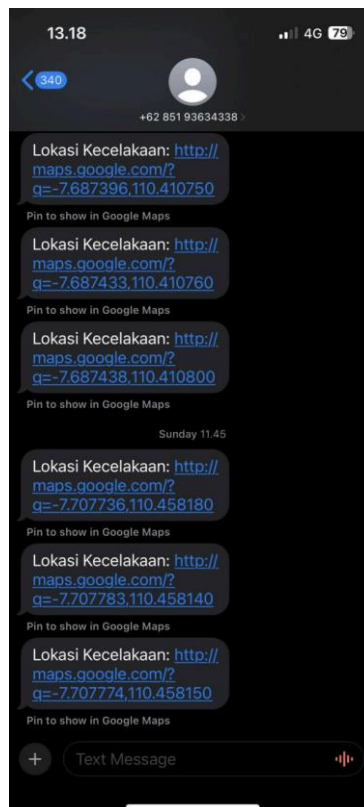 13.18
4G 79
340
+62 851 93634338 >
Lokasi Kecelakaan: http://
maps.google.com/?
q=-7.687396,110.410750
Pin to show in Google Maps
Lokasi Kecelakaan: http://
maps.google.com/?
q=-7.687433,110.410760
Pin to show in Google Maps
Lokasi Kecelakaan: http://
maps.google.com/?
q=-7.687438,110.410800
Pin to show in Google Maps
Sunday 11.45
Lokasi Kecelakaan: http://
maps.google.com/?
q=-7.707736,110.458180
Pin to show in Google Maps
Lokasi Kecelakaan: http://
maps.google.com/?
q=-7.707783,110.458140
Pin to show in Google Maps
Lokasi Kecelakaan: http://
maps.google.com/?
q=-7.707774,110.458150
Pin to show in Google Maps
Text Message